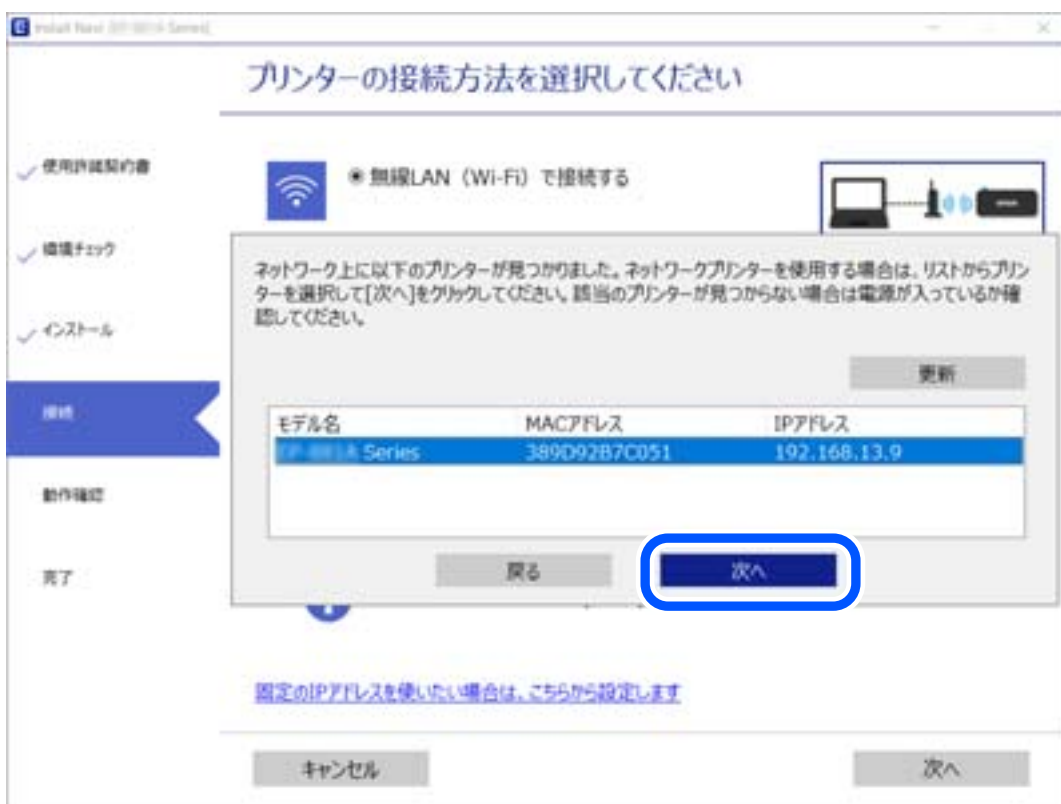 Install Navi
プリンターの接続方法を選択してください
使用許諾契約書
環境チェック
インストール
接続
動作確認
完了
無線LAN（Wi-Fi）で接続する
ネットワーク上に以下のプリンターが見つかりました。ネットワークプリンターを使用する場合は、リストからプリン
ターを選択して[次へ]をクリックしてください。該当のプリンターが見つからない場合は電源が入っているか確
認してください。
更新
モデル名 MACアドレス IPアドレス
Series 389D92B7C051 192.168.13.9
戻る 次へ
固定のIPアドレスを使いたい場合は、こちらから設定します
キャンセル 次へ